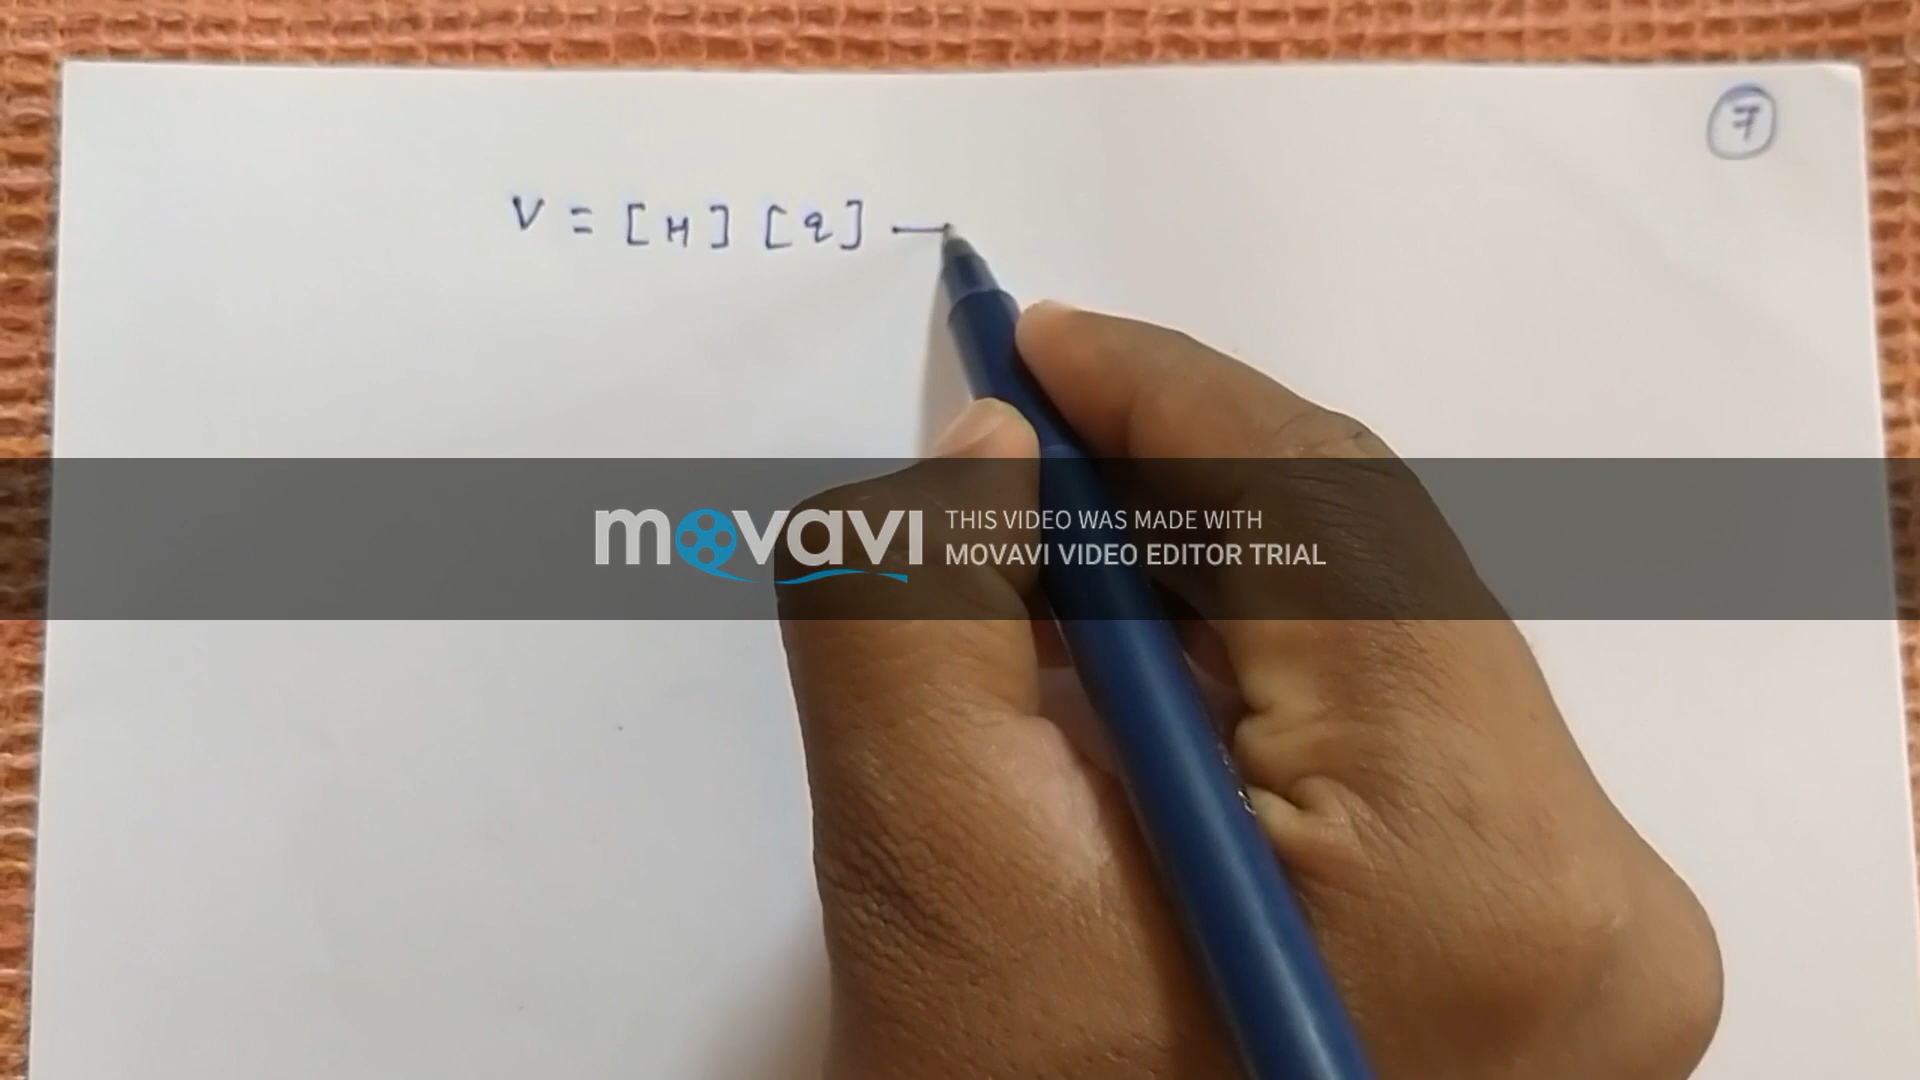 7
V = [H] [q] —
movavi THIS VIDEO WAS MADE WITH
MOVAVI VIDEO EDITOR TRIAL